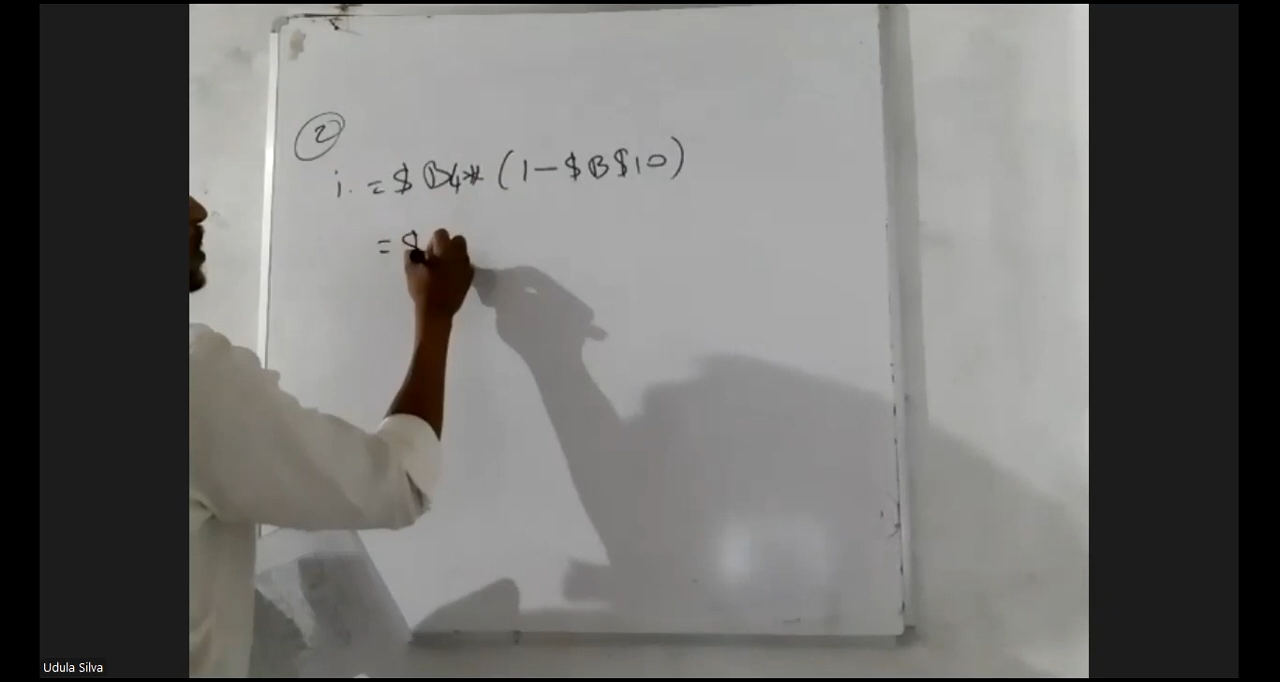 2
i. = $ B4* (1-$B$10)
= $
Udula Silva